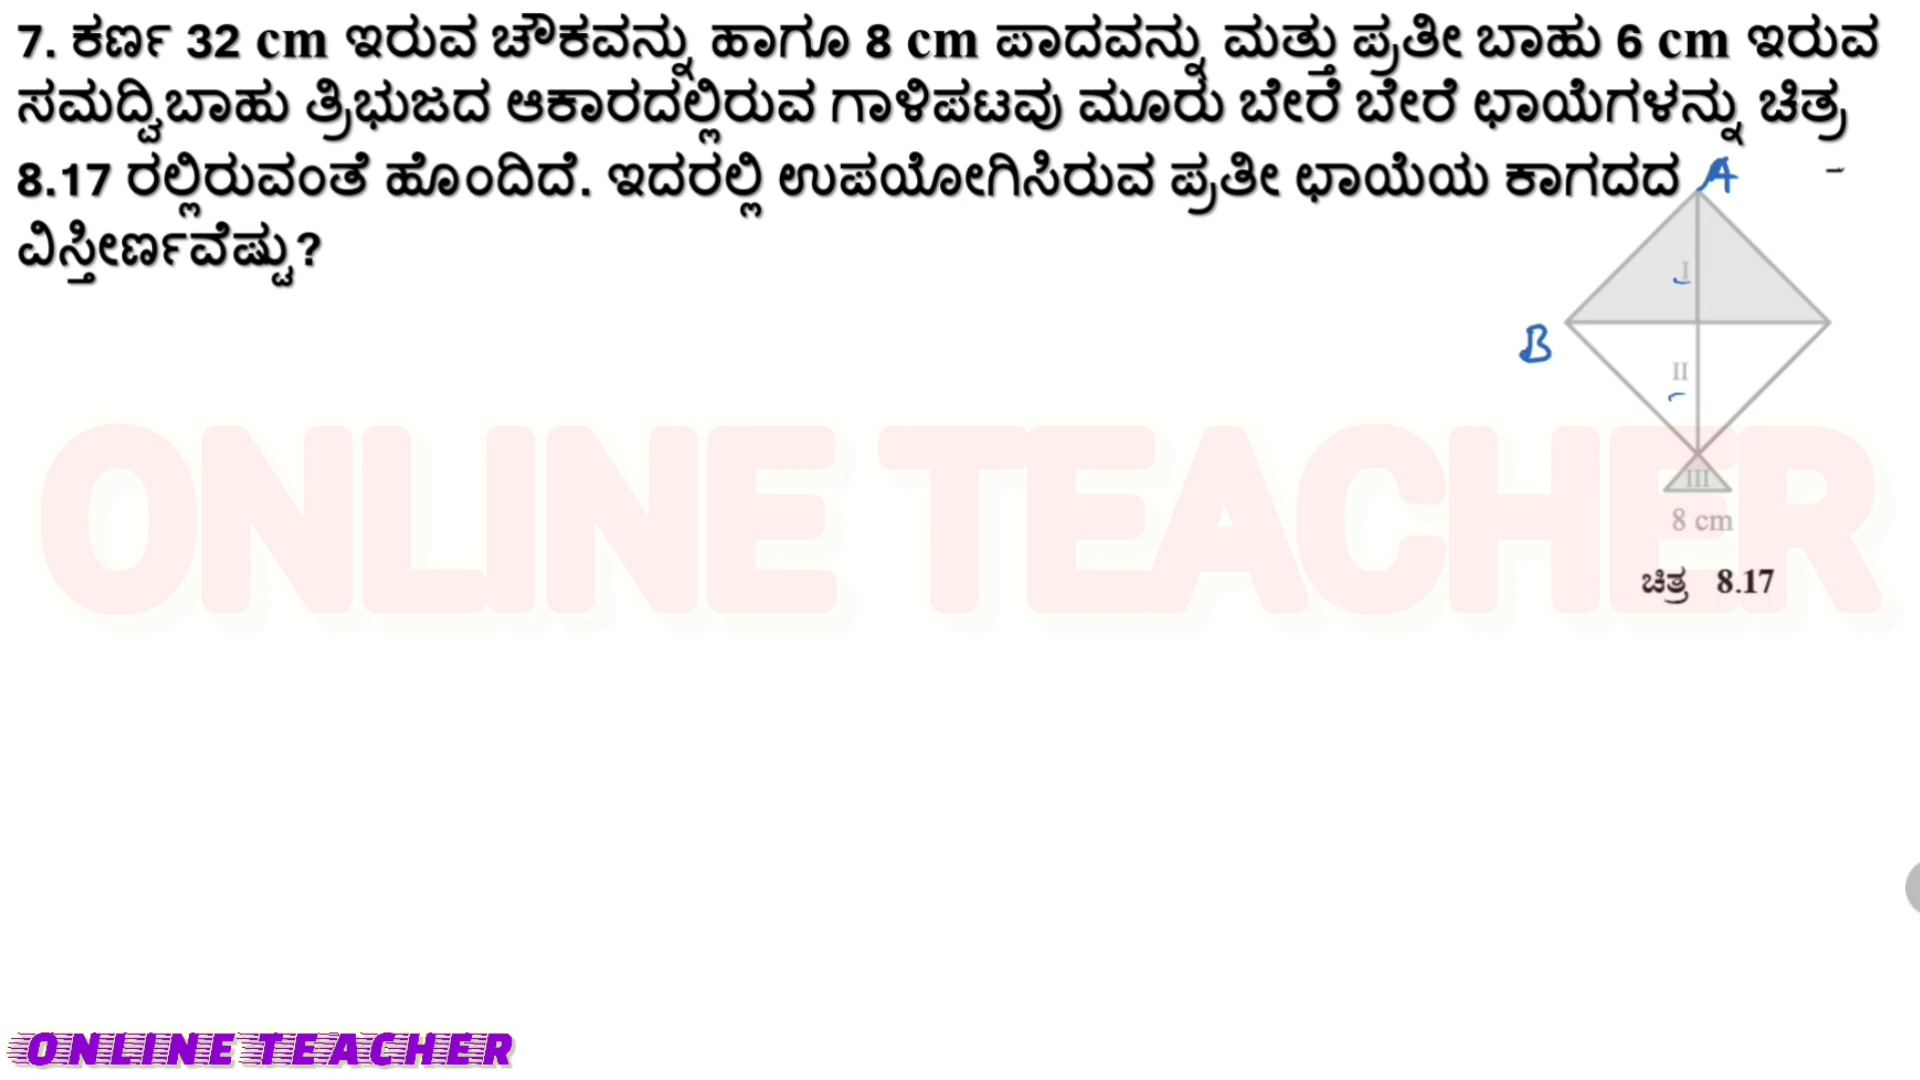 7. ಕರ್ಣ 32 cm ಇರುವ ಚೌಕವನ್ನು ಹಾಗೂ 8 cm ಪಾದವನ್ನು ಮತ್ತು ಪ್ರತೀ ಬಾಹು 6 cm ಇರುವ
ಸಮದ್ವಿಬಾಹು ತ್ರಿಭುಜದ ಆಕಾರದಲ್ಲಿರುವ ಗಾಳಿಪಟವು ಮೂರು ಬೇರೆ ಬೇರೆ ಛಾಯೆಗಳನ್ನು ಚಿತ್ರ
8.17 ರಲ್ಲಿರುವಂತೆ ಹೊಂದಿದೆ. ಇದರಲ್ಲಿ ಉಪಯೋಗಿಸಿರುವ ಪ್ರತೀ ಛಾಯೆಯ ಕಾಗದದ
ವಿಸ್ತೀರ್ಣವೆಷ್ಟು?
A
I
B
II
III
8 cm
ಚಿತ್ರ 8.17
ONLINE TEACHER
ONLINE TEACHER